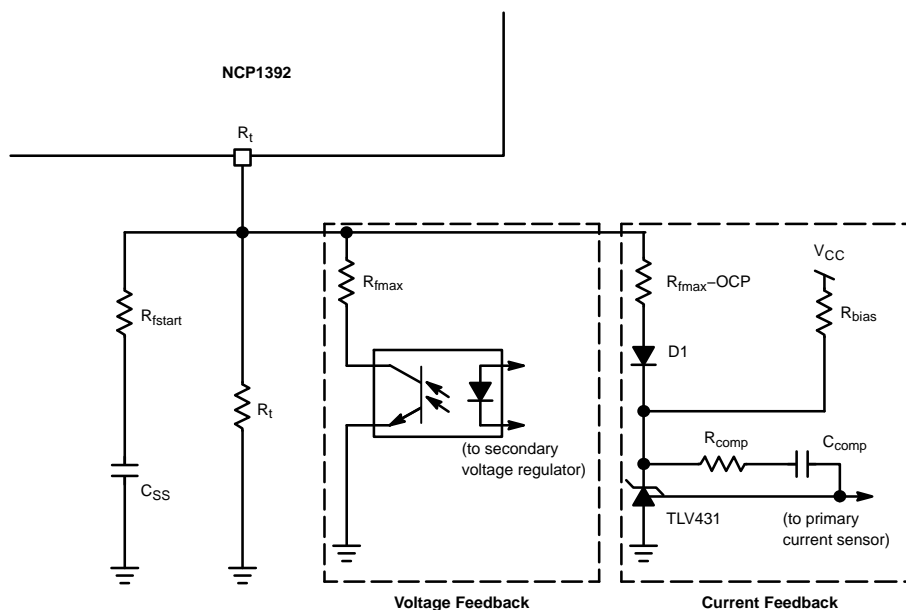 NCP1392
Rt
VCC
Rfmax
Rfmax–OCP
Rfstart
Rbias
D1
Rt
(to secondary
voltage regulator)
Rcomp
Ccomp
CSS
TLV431
(to primary
current sensor)
Voltage Feedback
Current Feedback